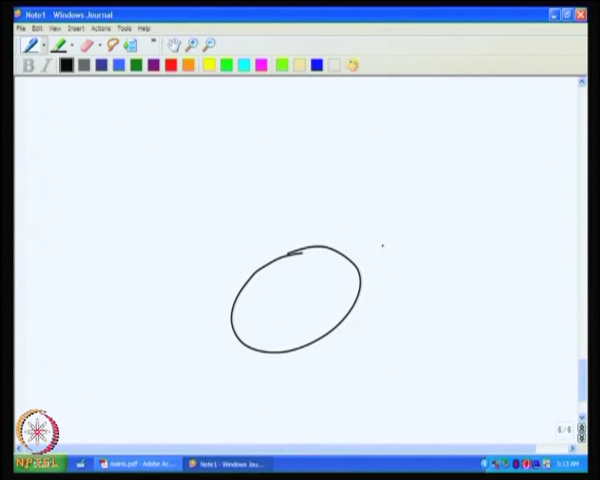 Note1 - Windows Journal
File Edit View Insert Actions Tools Help
B I
6/6
NPTEL
Note1 - Windows Jou...